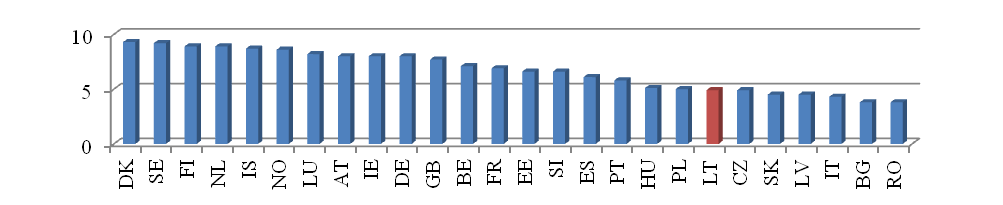 10
5
0
DK SE FI NL IS NO LU AT IE DE GB BE FR EE SI ES PT HU PL LT CZ SK LV IT BG RO